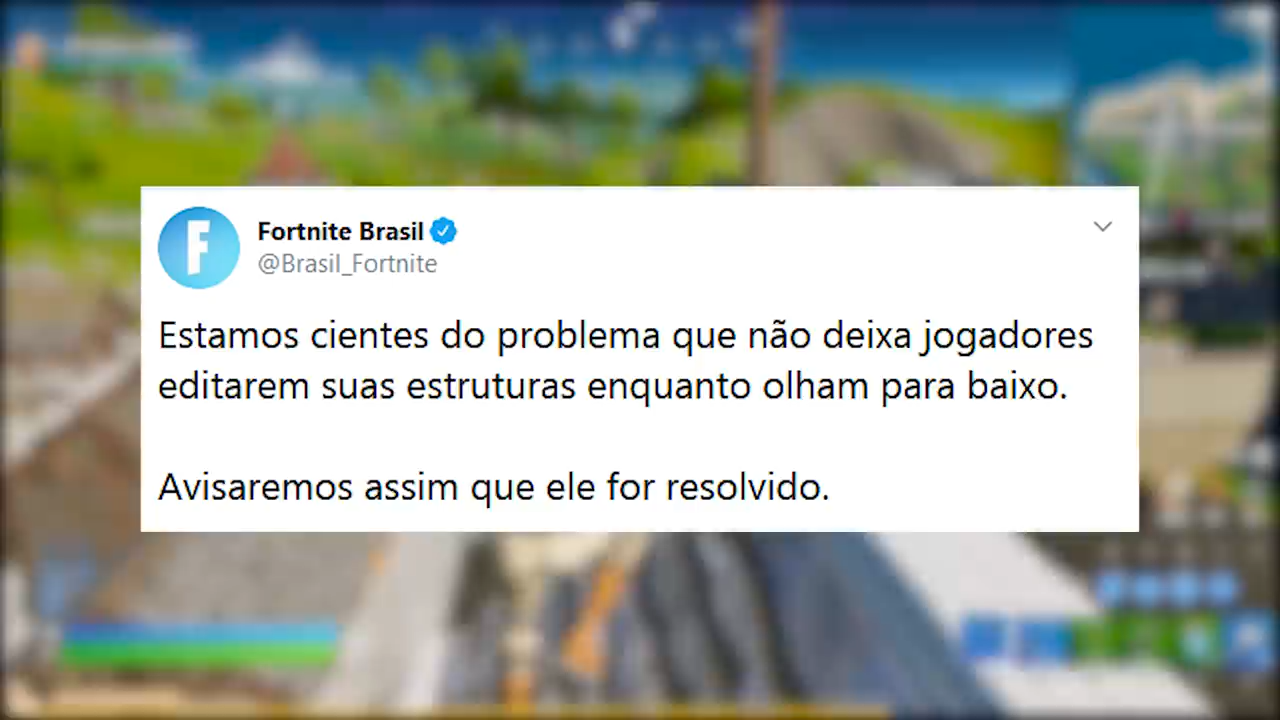 Fortnite Brasil
@Brasil_Fortnite
Estamos cientes do problema que não deixa jogadores
editarem suas estruturas enquanto olham para baixo.
Avisaremos assim que ele for resolvido.